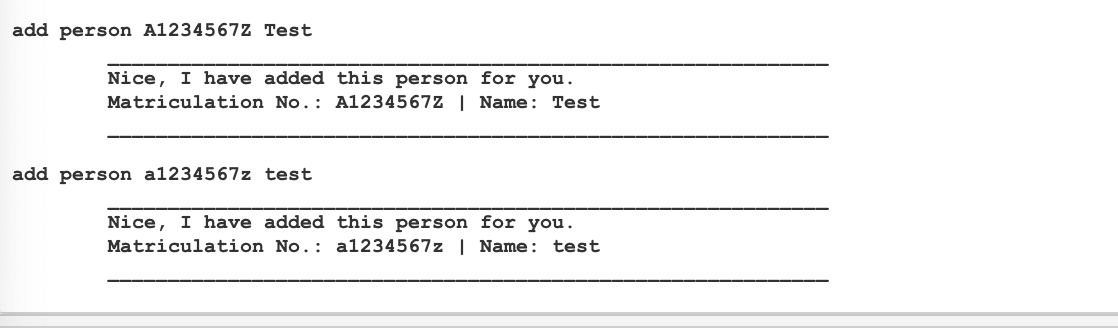 add person A1234567Z Test
____________________________________________________________
Nice, I have added this person for you.
Matriculation No.: A1234567Z | Name: Test
____________________________________________________________
add person a1234567z test
____________________________________________________________
Nice, I have added this person for you.
Matriculation No.: a1234567z | Name: test
____________________________________________________________